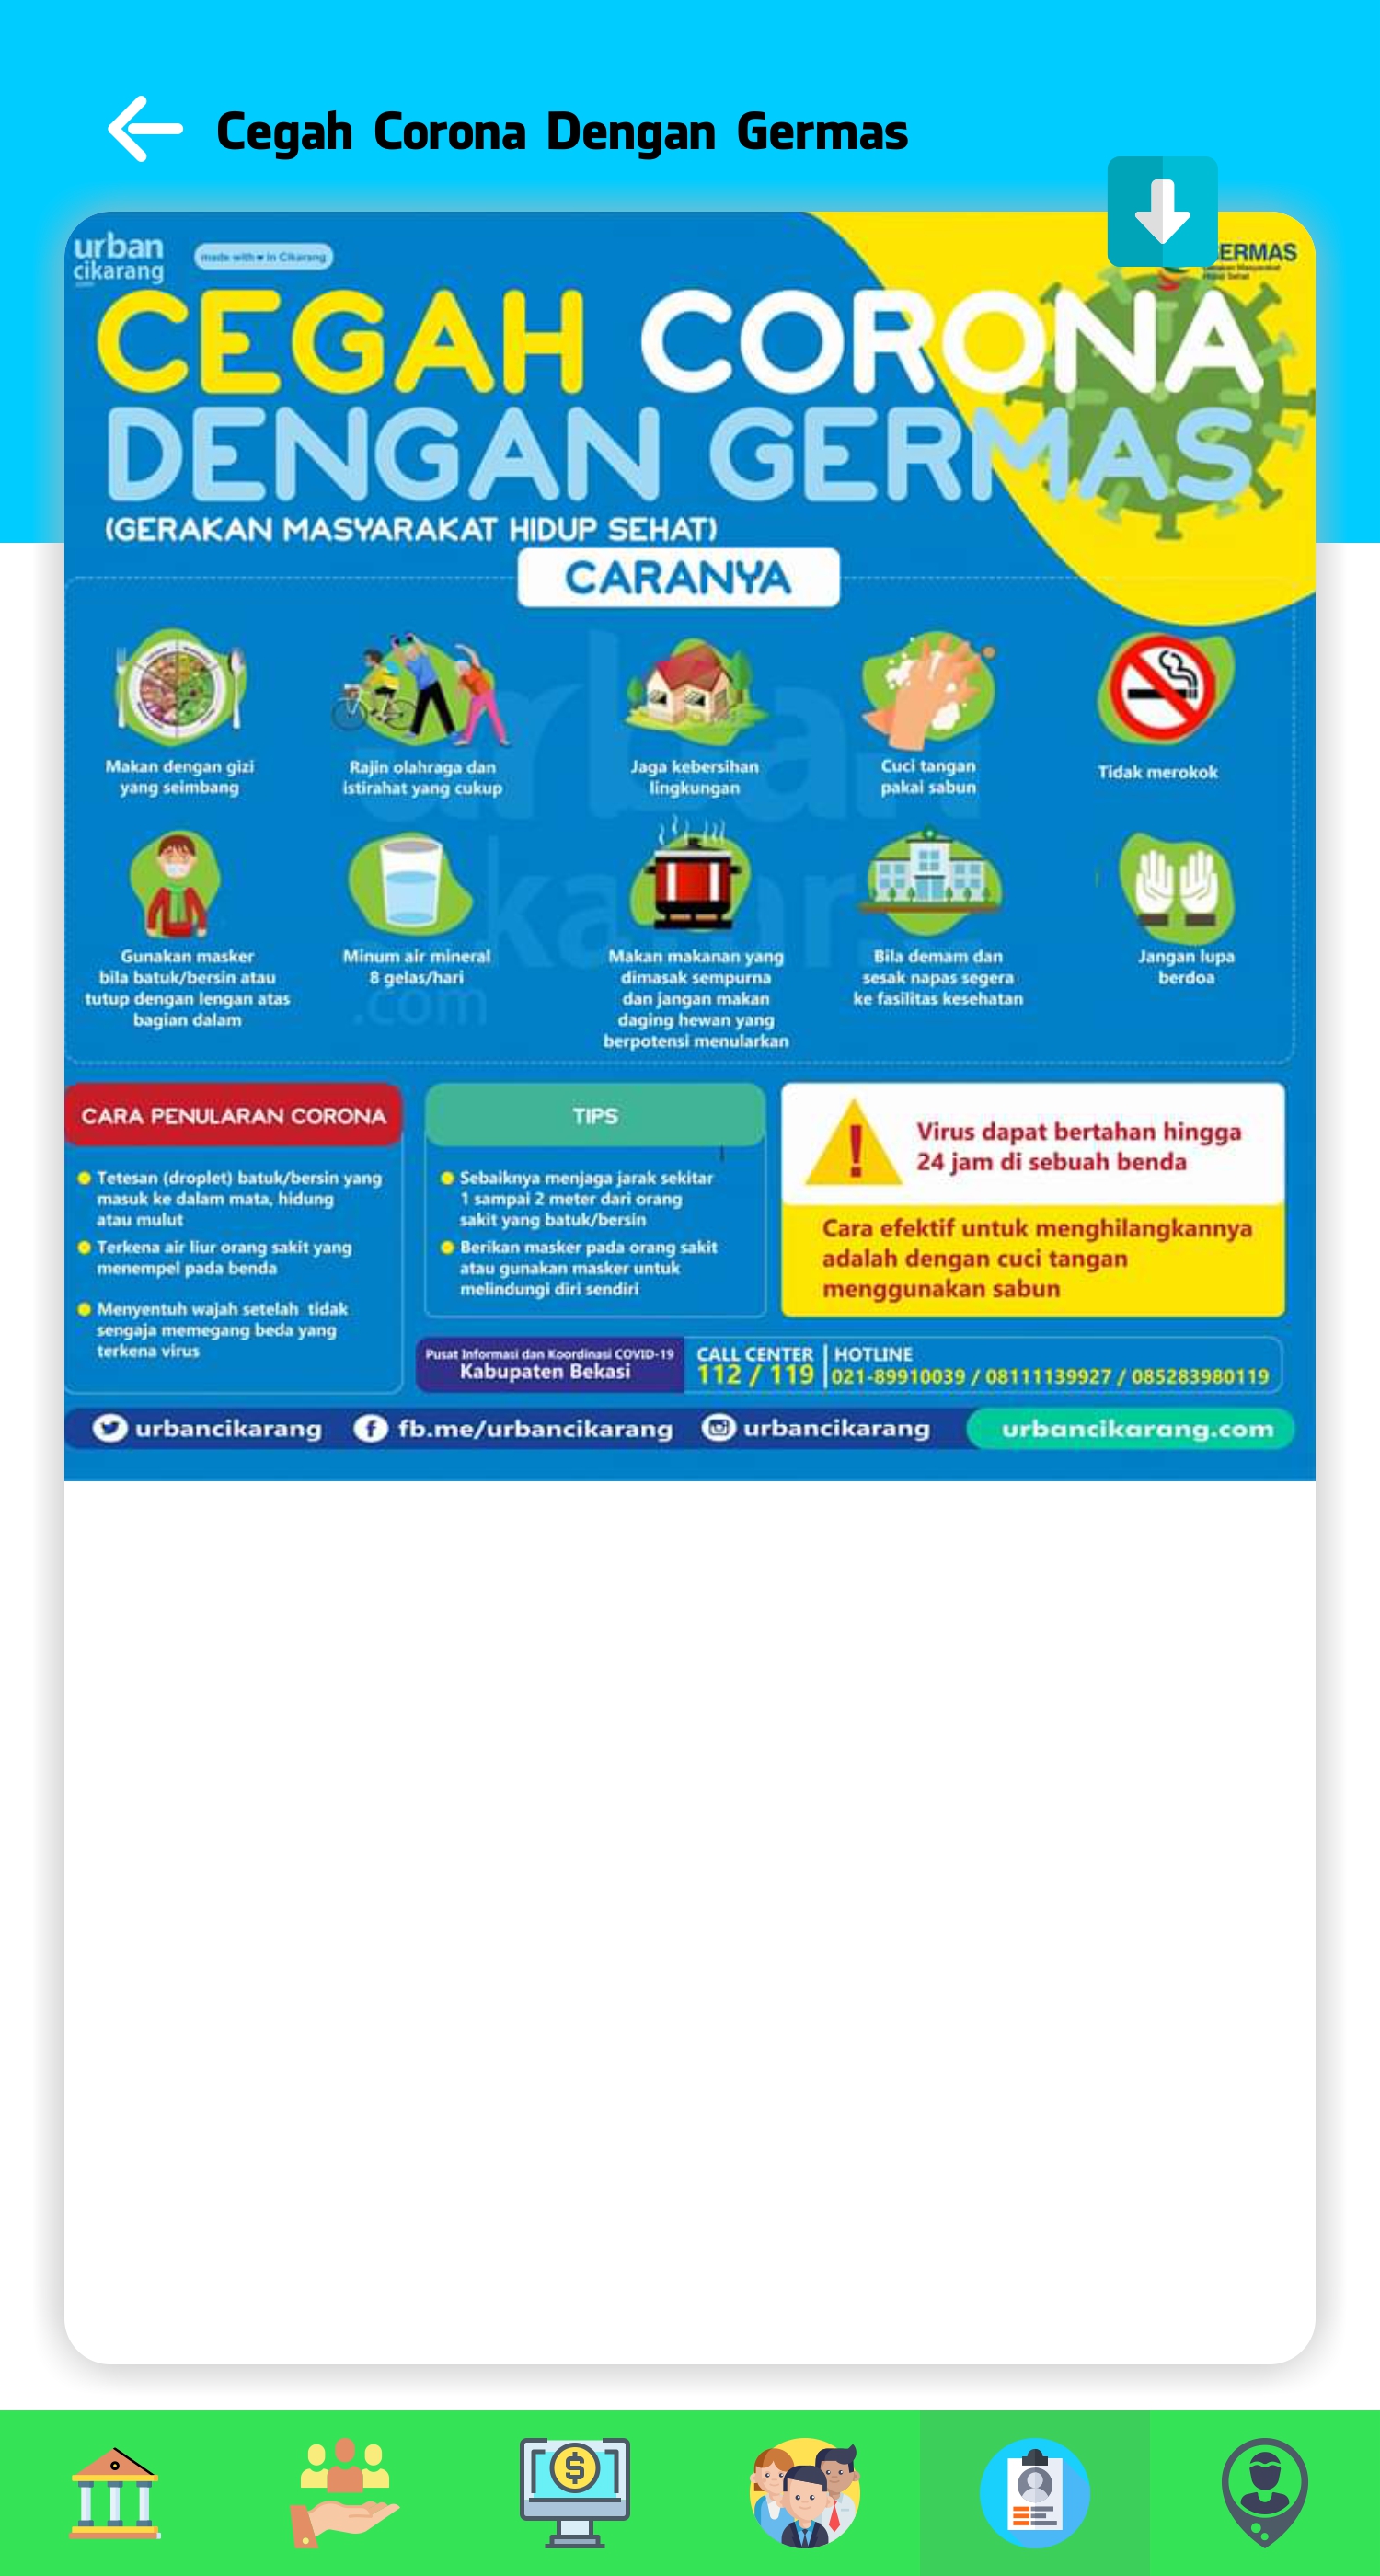 Cegah Corona Dengan Germas
urban
cikarang
made with ♥ in Cikarang
ERMAS
CEGAH CORONA
DENGAN GERMAS
(GERAKAN MASYARAKAT HIDUP SEHAT)
CARANYA
Makan dengan gizi
yang seimbang
Rajin olahraga dan
istirahat yang cukup
Jaga kebersihan
lingkungan
Cuci tangan
pakai sabun
Tidak merokok
Gunakan masker
bila batuk/bersin atau
tutup dengan lengan atas
bagian dalam
Minum air mineral
8 gelas/hari
Makan makanan yang
dimasak sempurna
dan jangan makan
daging hewan yang
berpotensi menularkan
Bila demam dan
sesak napas segera
ke fasilitas kesehatan
Jangan lupa
berdoa
.com
CARA PENULARAN CORONA
Tetesan (droplet) batuk/bersin yang
masuk ke dalam mata, hidung
atau mulut
Terkena air liur orang sakit yang
menempel pada benda
Menyentuh wajah setelah tidak
sengaja memegang beda yang
terkena virus
TIPS
Sebaiknya menjaga jarak sekitar
1 sampai 2 meter dari orang
sakit yang batuk/bersin
Berikan masker pada orang sakit
atau gunakan masker untuk
melindungi diri sendiri
Virus dapat bertahan hingga
24 jam di sebuah benda
Cara efektif untuk menghilangkannya
adalah dengan cuci tangan
menggunakan sabun
Pusat Informasi dan Koordinasi COVID-19
Kabupaten Bekasi
CALL CENTER
112 / 119
HOTLINE
021-89910039 / 08111139927 / 085283980119
urbancikarang
fb.me/urbancikarang
urbancikarang
urbancikarang.com